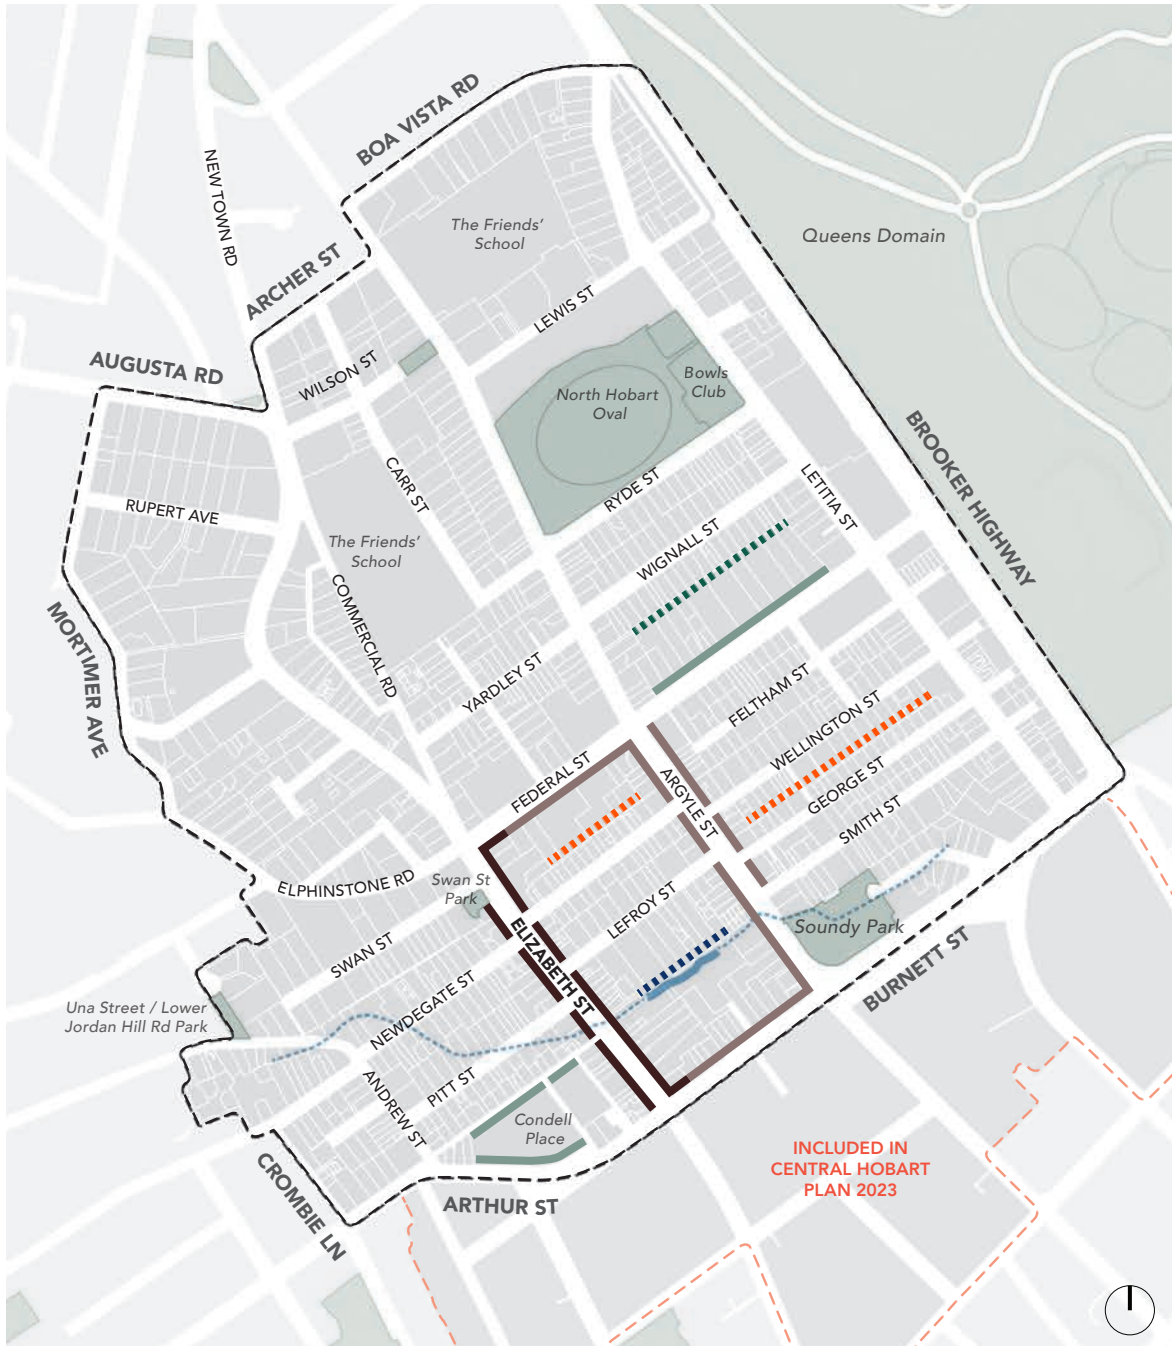 BOA VISTA RD
NEW TOWN RD
The Friends'
School
Queens Domain
ARCHER ST
LEWIS ST
AUGUSTA RD
WILSON ST
Bowls
Club
North Hobart
Oval
BROOKER HIGHWAY
CARR ST
RYDE ST
LETITIA ST
RUPERT AVE
WIGNALL ST
The Friends'
School
COMMERCIAL RD
MORTIMER AVE
YARDLEY ST
FELTHAM ST
WELLINGTON ST
FEDERAL ST
ARGYLE ST
GEORGE ST
SMITH ST
ELPHINSTONE RD
Swan St
Park
LEFROY ST
ELIZABETH ST
Soundy Park
SWAN ST
BURNETT ST
NEWDEGATE ST
Una Street / Lower
Jordan Hill Rd Park
PITT ST
ANDREW ST
Condell
Place
INCLUDED IN
CENTRAL HOBART
PLAN 2023
CROMBIE LN
ARTHUR ST